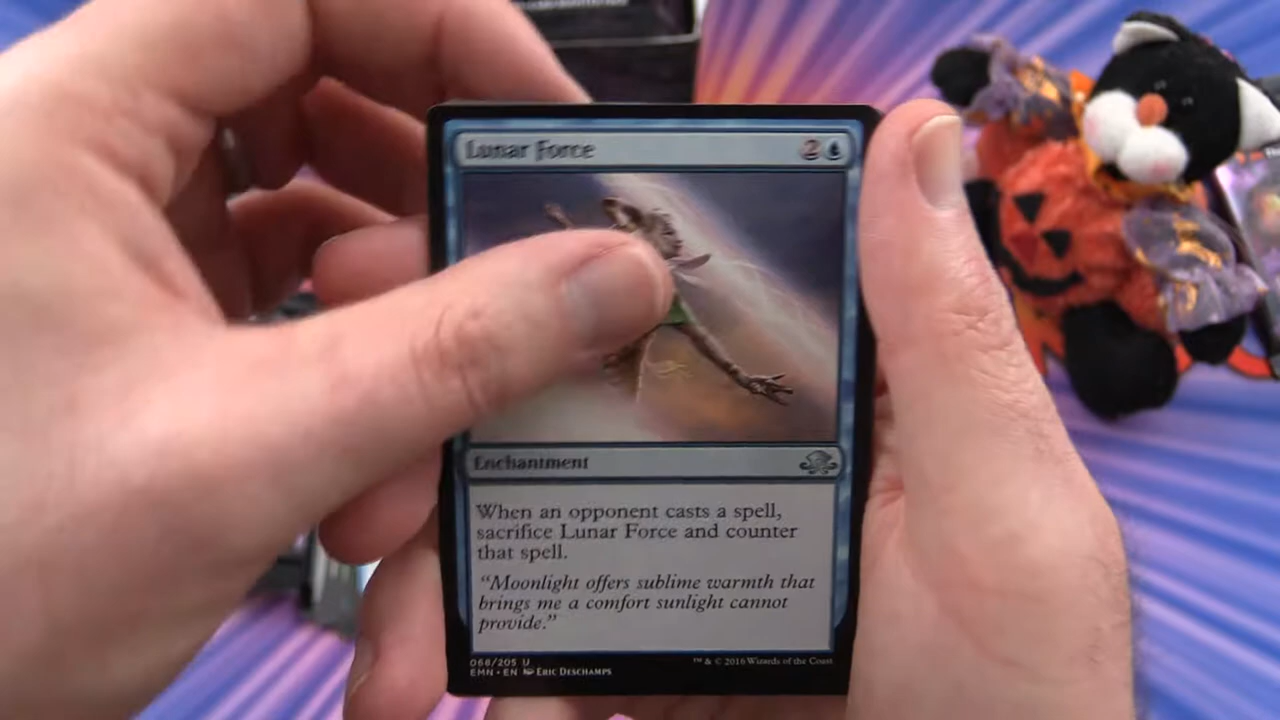 Lunar Force 2
Enchantment
When an opponent casts a spell,
sacrifice Lunar Force and counter
that spell.
"Moonlight offers sublime warmth that
brings me a comfort sunlight cannot
provide."
068/205 U
EMN • EN Eric Deschamps
™ & © 2016 Wizards of the Coast